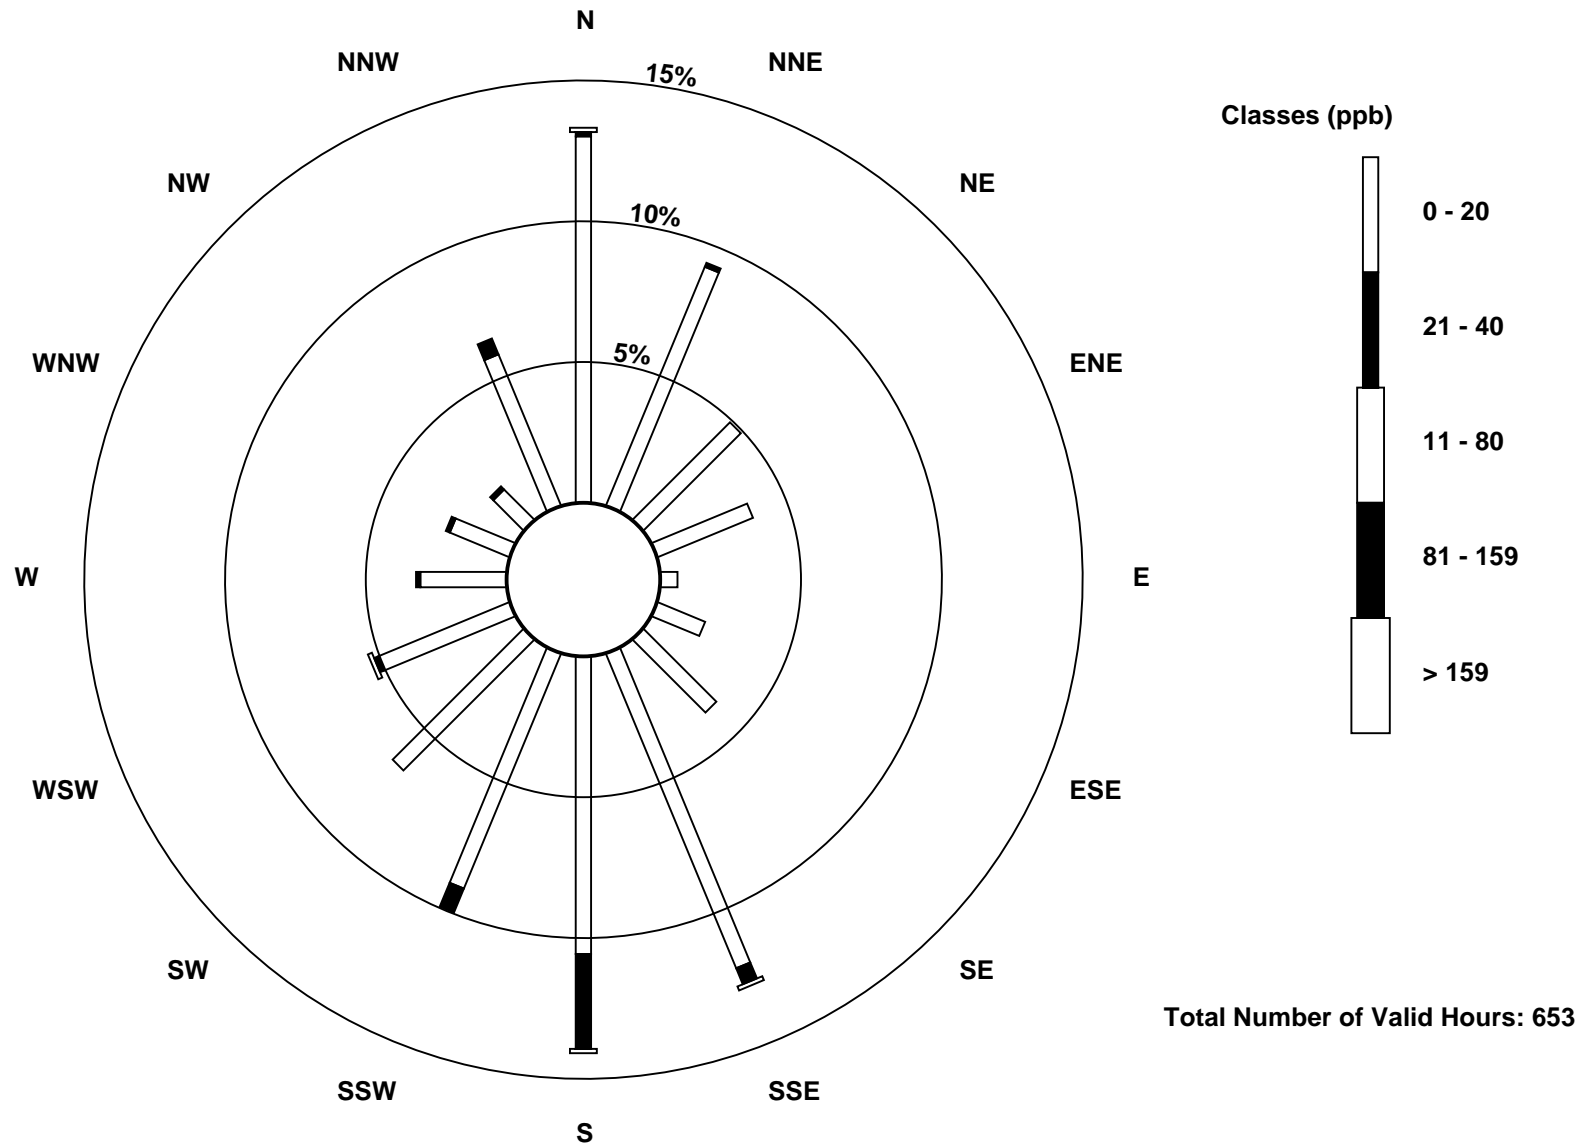 N
NNW
NNE
15%
Classes (ppb)
NW
NE
0 - 20
10%
21 - 40
5%
WNW
ENE
11 - 80
81 - 159
W
E
> 159
WSW
ESE
SW
SE
Total Number of Valid Hours: 653
SSW
SSE
S